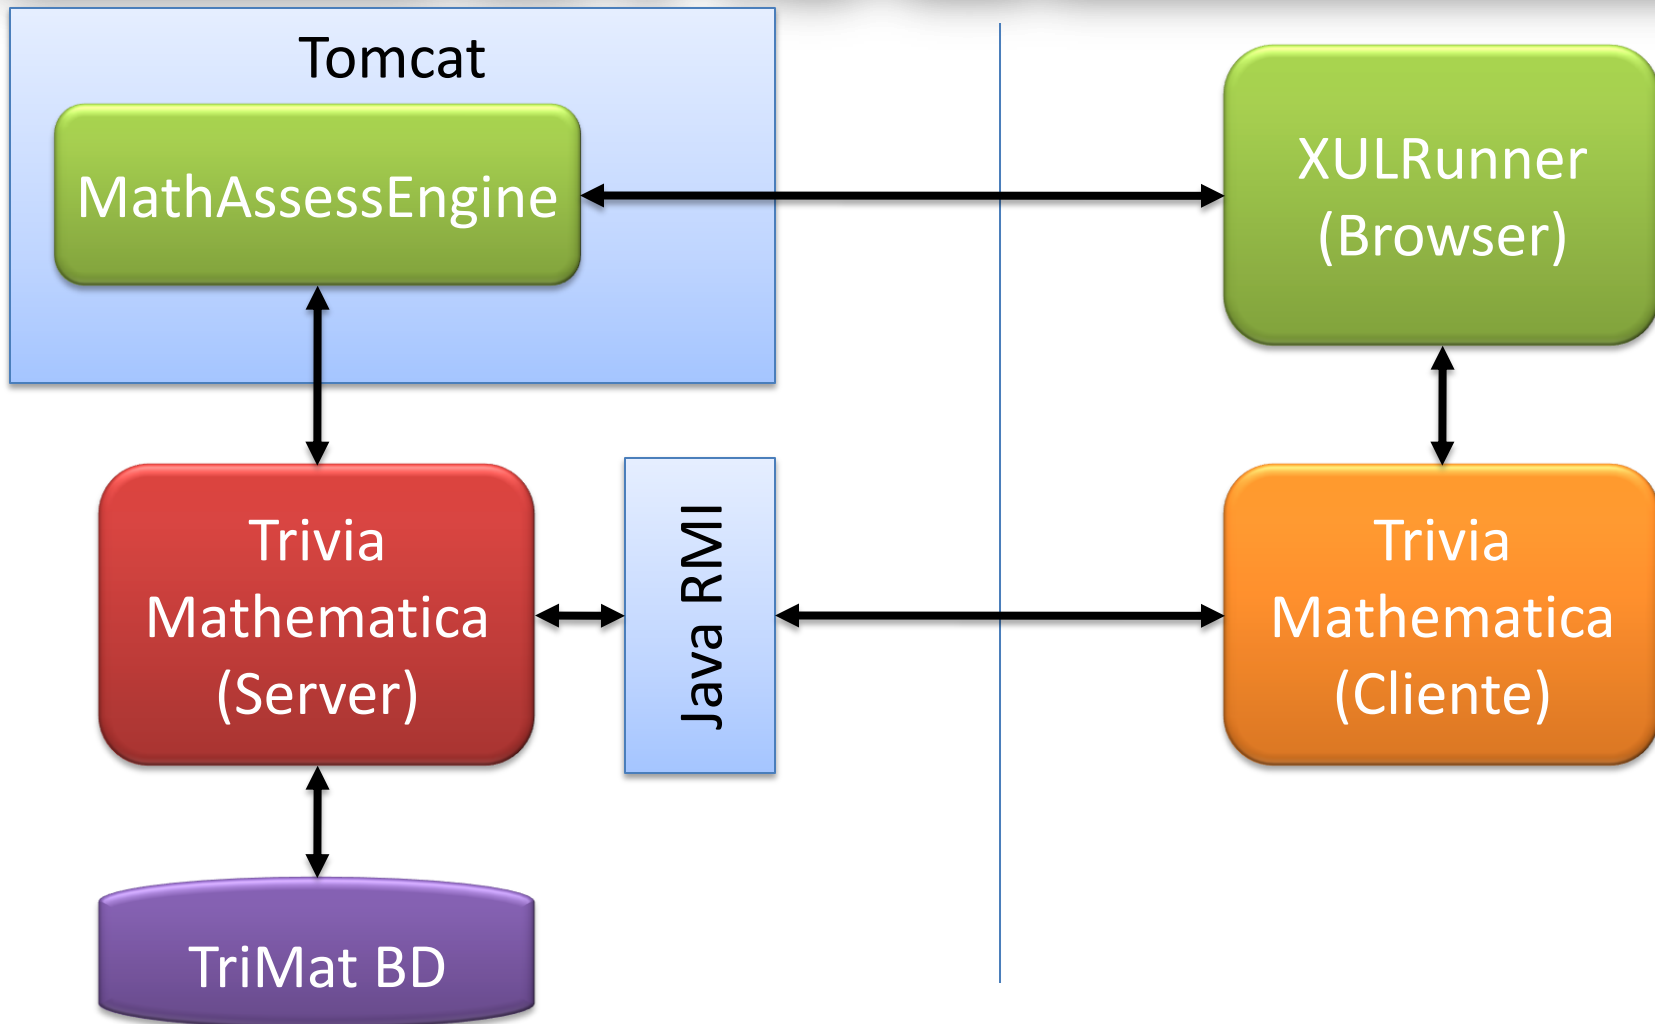 Tomcat
MathAssessEngine
XULRunner
(Browser)
Trivia
Mathematica
(Server)
Java RMI
Trivia
Mathematica
(Cliente)
TriMat BD